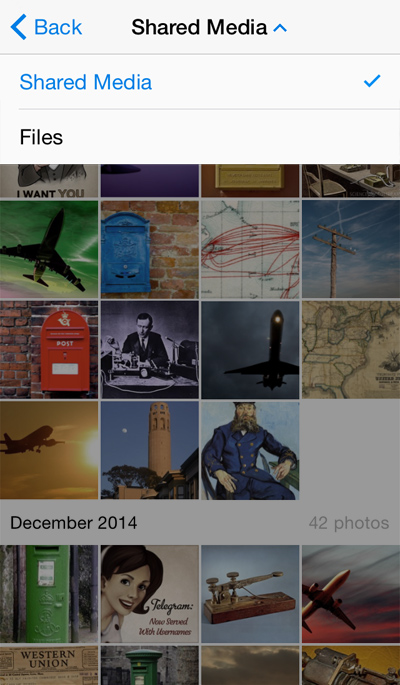 Back
Shared Media
Shared Media
Files
I WANT YOU
POST
December 2014
42 photos
Telegram:
Now Served
With Usernames
WESTERN
UNION